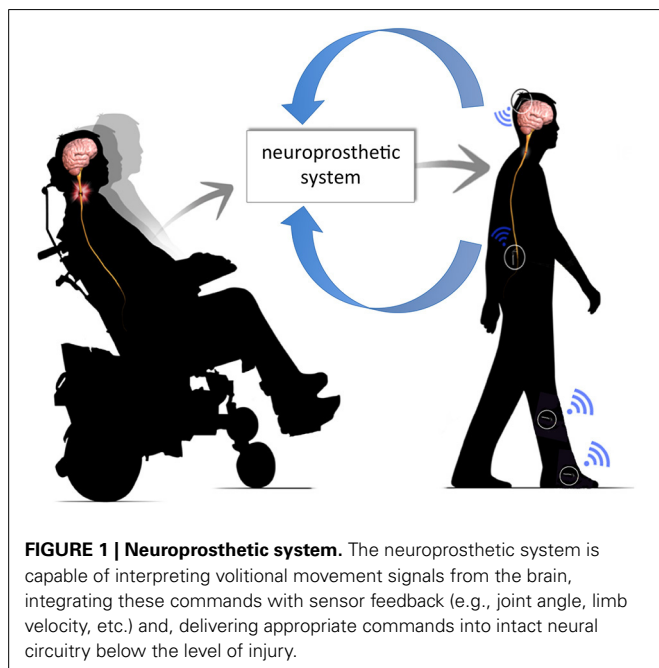 neuroprosthetic
system
FIGURE 1 | Neuroprosthetic system. The neuroprosthetic system is
capable of interpreting volitional movement signals from the brain,
integrating these commands with sensor feedback (e.g., joint angle, limb
velocity, etc.) and, delivering appropriate commands into intact neural
circuitry below the level of injury.